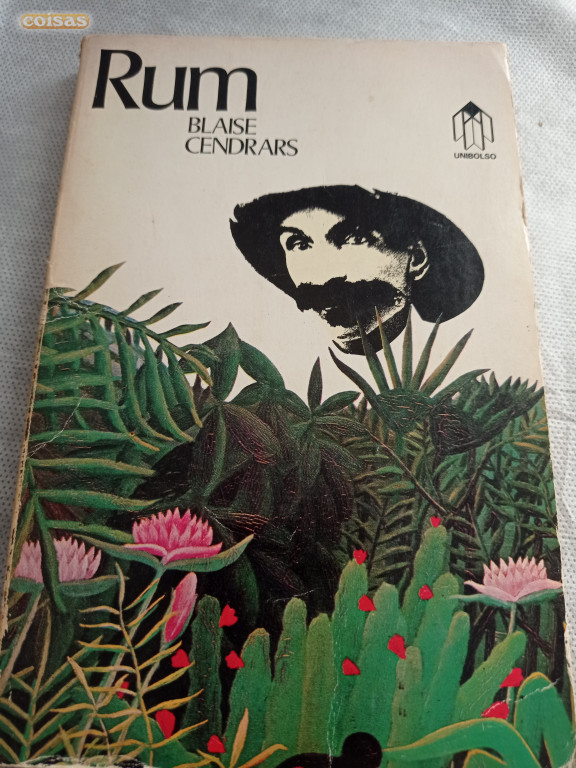 coisas
Rum
BLAISE
CENDRARS
UNIBOLSO